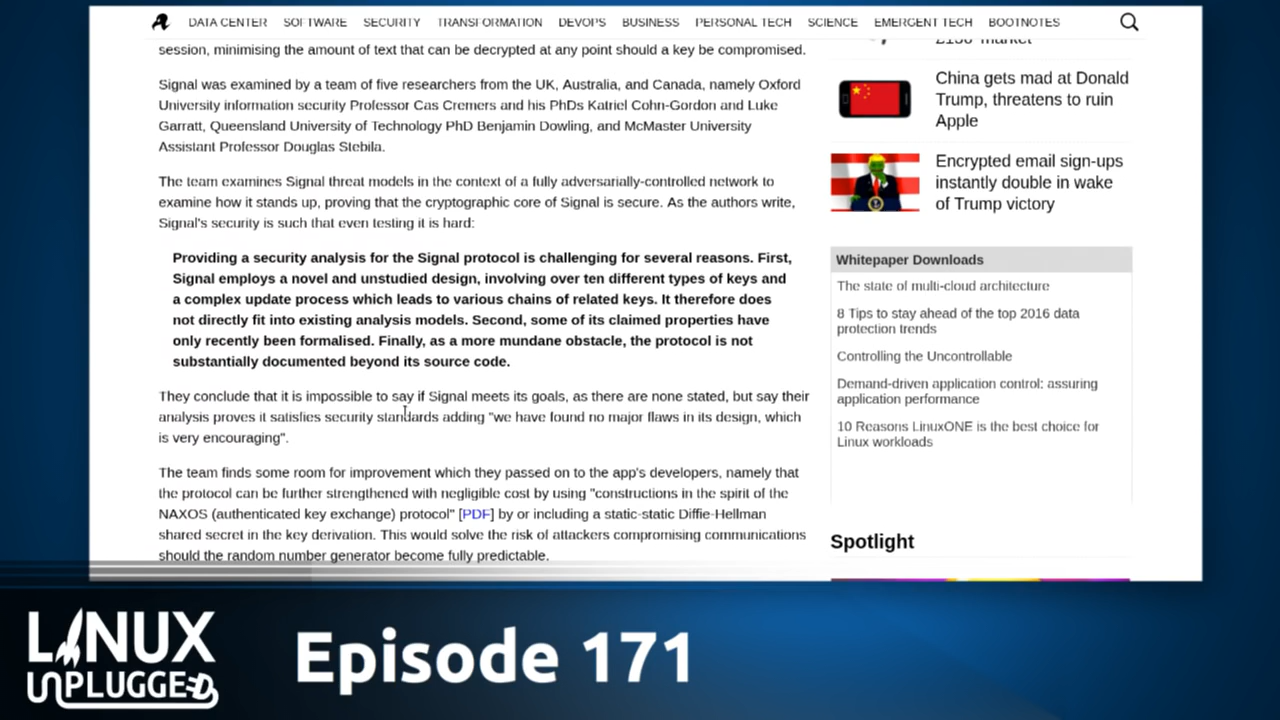 DATA CENTER SOFTWARE SECURITY TRANSFORMATION DEVOPS BUSINESS PERSONAL TECH SCIENCE EMERGENT TECH BOOTNOTES
session, minimising the amount of text that can be decrypted at any point should a key be compromised.
Signal was examined by a team of five researchers from the UK, Australia, and Canada, namely Oxford
University information security Professor Cas Cremers and his PhDs Katriel Cohn-Gordon and Luke
Garratt, Queensland University of Technology PhD Benjamin Dowling, and McMaster University
Assistant Professor Douglas Stebila.
The team examines Signal threat models in the context of a fully adversarially-controlled network to
examine how it stands up, proving that the cryptographic core of Signal is secure. As the authors write,
Signal's security is such that even testing it is hard:
Providing a security analysis for the Signal protocol is challenging for several reasons. First,
Signal employs a novel and unstudied design, involving over ten different types of keys and
a complex update process which leads to various chains of related keys. It therefore does
not directly fit into existing analysis models. Second, some of its claimed properties have
only recently been formalised. Finally, as a more mundane obstacle, the protocol is not
substantially documented beyond its source code.
They conclude that it is impossible to say if Signal meets its goals, as there are none stated, but say their
analysis proves it satisfies security standards adding "we have found no major flaws in its design, which
is very encouraging".
The team finds some room for improvement which they passed on to the app's developers, namely that
the protocol can be further strengthened with negligible cost by using "constructions in the spirit of the
NAXOS (authenticated key exchange) protocol" [PDF] by or including a static-static Diffie-Hellman
shared secret in the key derivation. This would solve the risk of attackers compromising communications
should the random number generator become fully predictable.
market
China gets mad at Donald
Trump, threatens to ruin
Apple
Encrypted email sign-ups
instantly double in wake
of Trump victory
Whitepaper Downloads
The state of multi-cloud architecture
8 Tips to stay ahead of the top 2016 data
protection trends
Controlling the Uncontrollable
Demand-driven application control: assuring
application performance
10 Reasons LinuxONE is the best choice for
Linux workloads
Spotlight
LINUX
UNPLUGGED
Episode 171